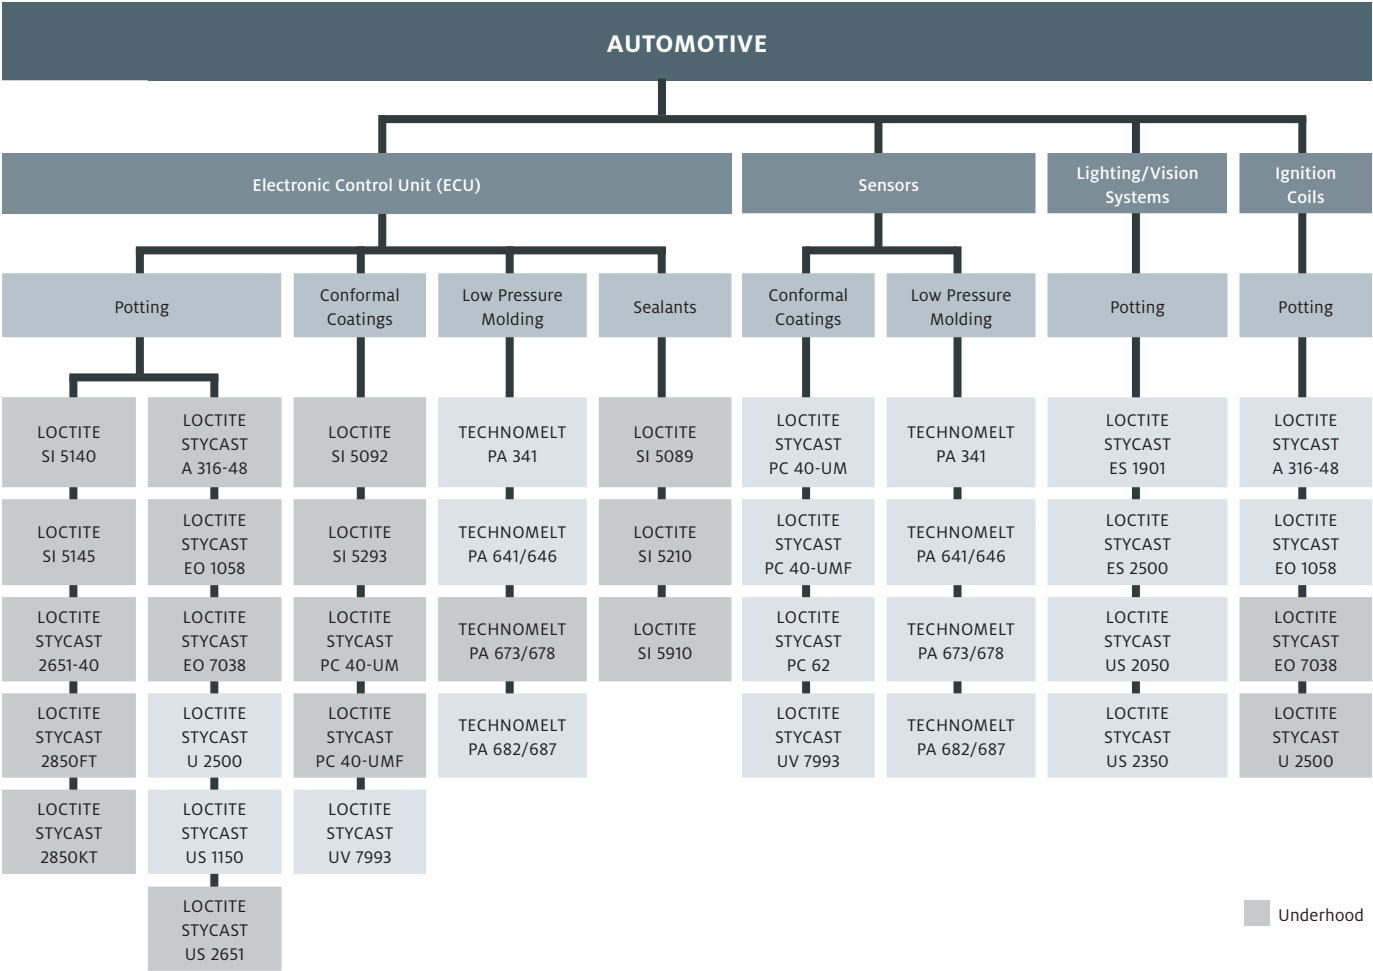 AUTOMOTIVE
Electronic Control Unit (ECU)
Sensors
Lighting/Vision
Systems
Ignition
Coils
Potting
Conformal
Coatings
Low Pressure
Molding
Sealants
Conformal
Coatings
Low Pressure
Molding
Potting
Potting
LOCTITE
SI 5140
LOCTITE
SI 5145
LOCTITE
STYCAST
2651-40
LOCTITE
STYCAST
2850FT
LOCTITE
STYCAST
2850KT
LOCTITE
STYCAST
A 316-48
LOCTITE
STYCAST
EO 1058
LOCTITE
STYCAST
EO 7038
LOCTITE
STYCAST
U 2500
LOCTITE
STYCAST
US 1150
LOCTITE
STYCAST
US 2651
LOCTITE
SI 5092
LOCTITE
SI 5293
LOCTITE
STYCAST
PC 40-UM
LOCTITE
STYCAST
PC 40-UMF
LOCTITE
STYCAST
UV 7993
TECHNOMELT
PA 341
TECHNOMELT
PA 641/646
TECHNOMELT
PA 673/678
TECHNOMELT
PA 682/687
LOCTITE
SI 5089
LOCTITE
SI 5210
LOCTITE
SI 5910
LOCTITE
STYCAST
PC 40-UM
LOCTITE
STYCAST
PC 40-UMF
LOCTITE
STYCAST
PC 62
LOCTITE
STYCAST
UV 7993
TECHNOMELT
PA 341
TECHNOMELT
PA 641/646
TECHNOMELT
PA 673/678
TECHNOMELT
PA 682/687
LOCTITE
STYCAST
ES 1901
LOCTITE
STYCAST
ES 2500
LOCTITE
STYCAST
US 2050
LOCTITE
STYCAST
US 2350
LOCTITE
STYCAST
A 316-48
LOCTITE
STYCAST
EO 1058
LOCTITE
STYCAST
EO 7038
LOCTITE
STYCAST
U 2500
Underhood